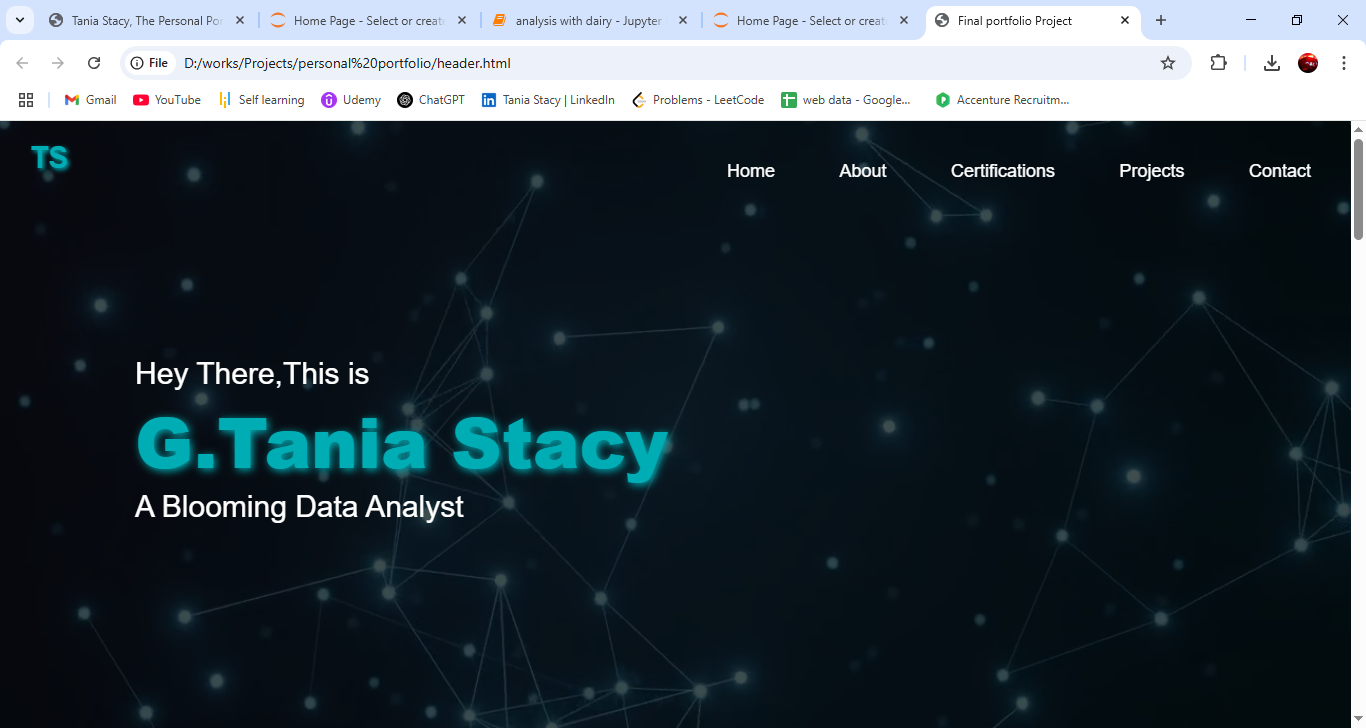 Tania Stacy, The Personal Po
Home Page - Select or creat
analysis with dairy - Jupyter
Home Page - Select or creat
Final portfolio Project
File
D:/works/Projects/personal%20portfolio/header.html
Gmail
YouTube
Self learning
Udemy
ChatGPT
Tania Stacy | LinkedIn
Problems - LeetCode
web data - Google...
Accenture Recruitm...
TS
Home
About
Certifications
Projects
Contact
Hey There,This is
G.Tania Stacy
A Blooming Data Analyst